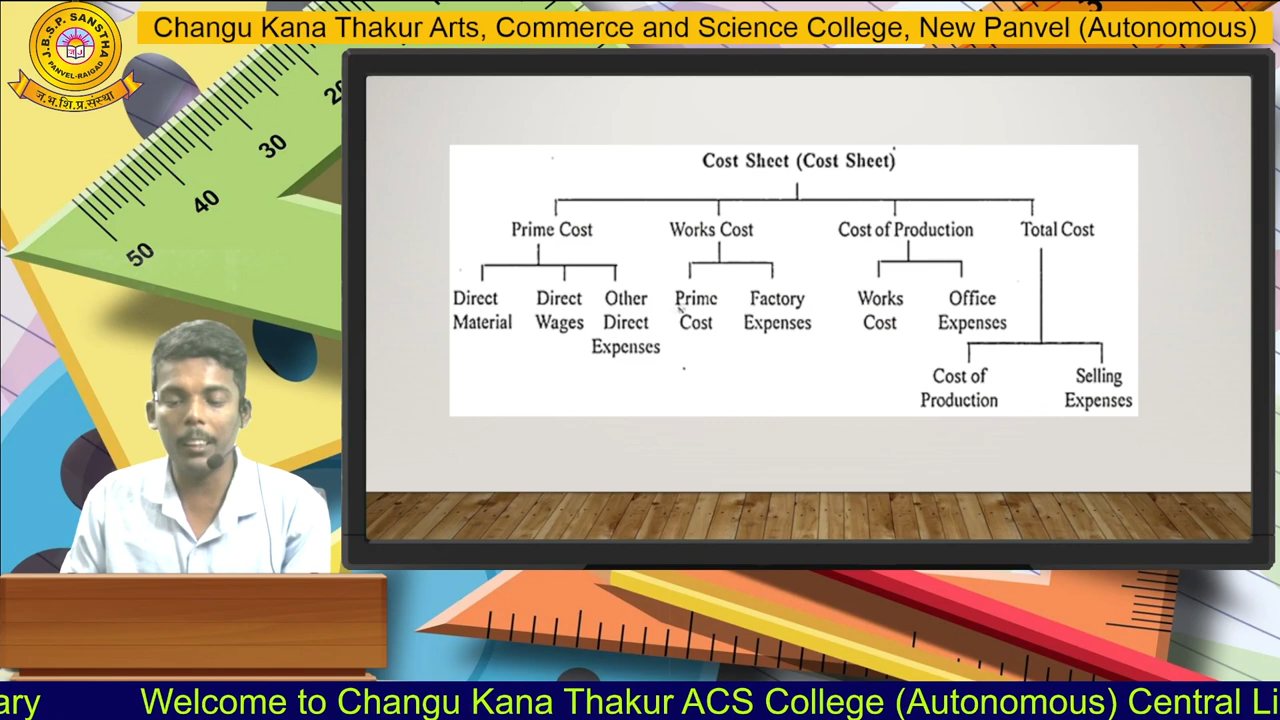 Changu Kana Thakur Arts, Commerce and Science College, New Panvel (Autonomous)
J.B.S.P. SANSTHA
PANVEL-RAIGAD
ज.भ.शि.प्र.संस्था
30
40
50
Cost Sheet (Cost Sheet)
Prime Cost Works Cost Cost of Production Total Cost
Direct Material
Direct Wages
Other Direct Expenses
Prime Cost
Factory Expenses
Works Cost
Office Expenses
Cost of Production
Selling Expenses
ary Welcome to Changu Kana Thakur ACS College (Autonomous) Central Li